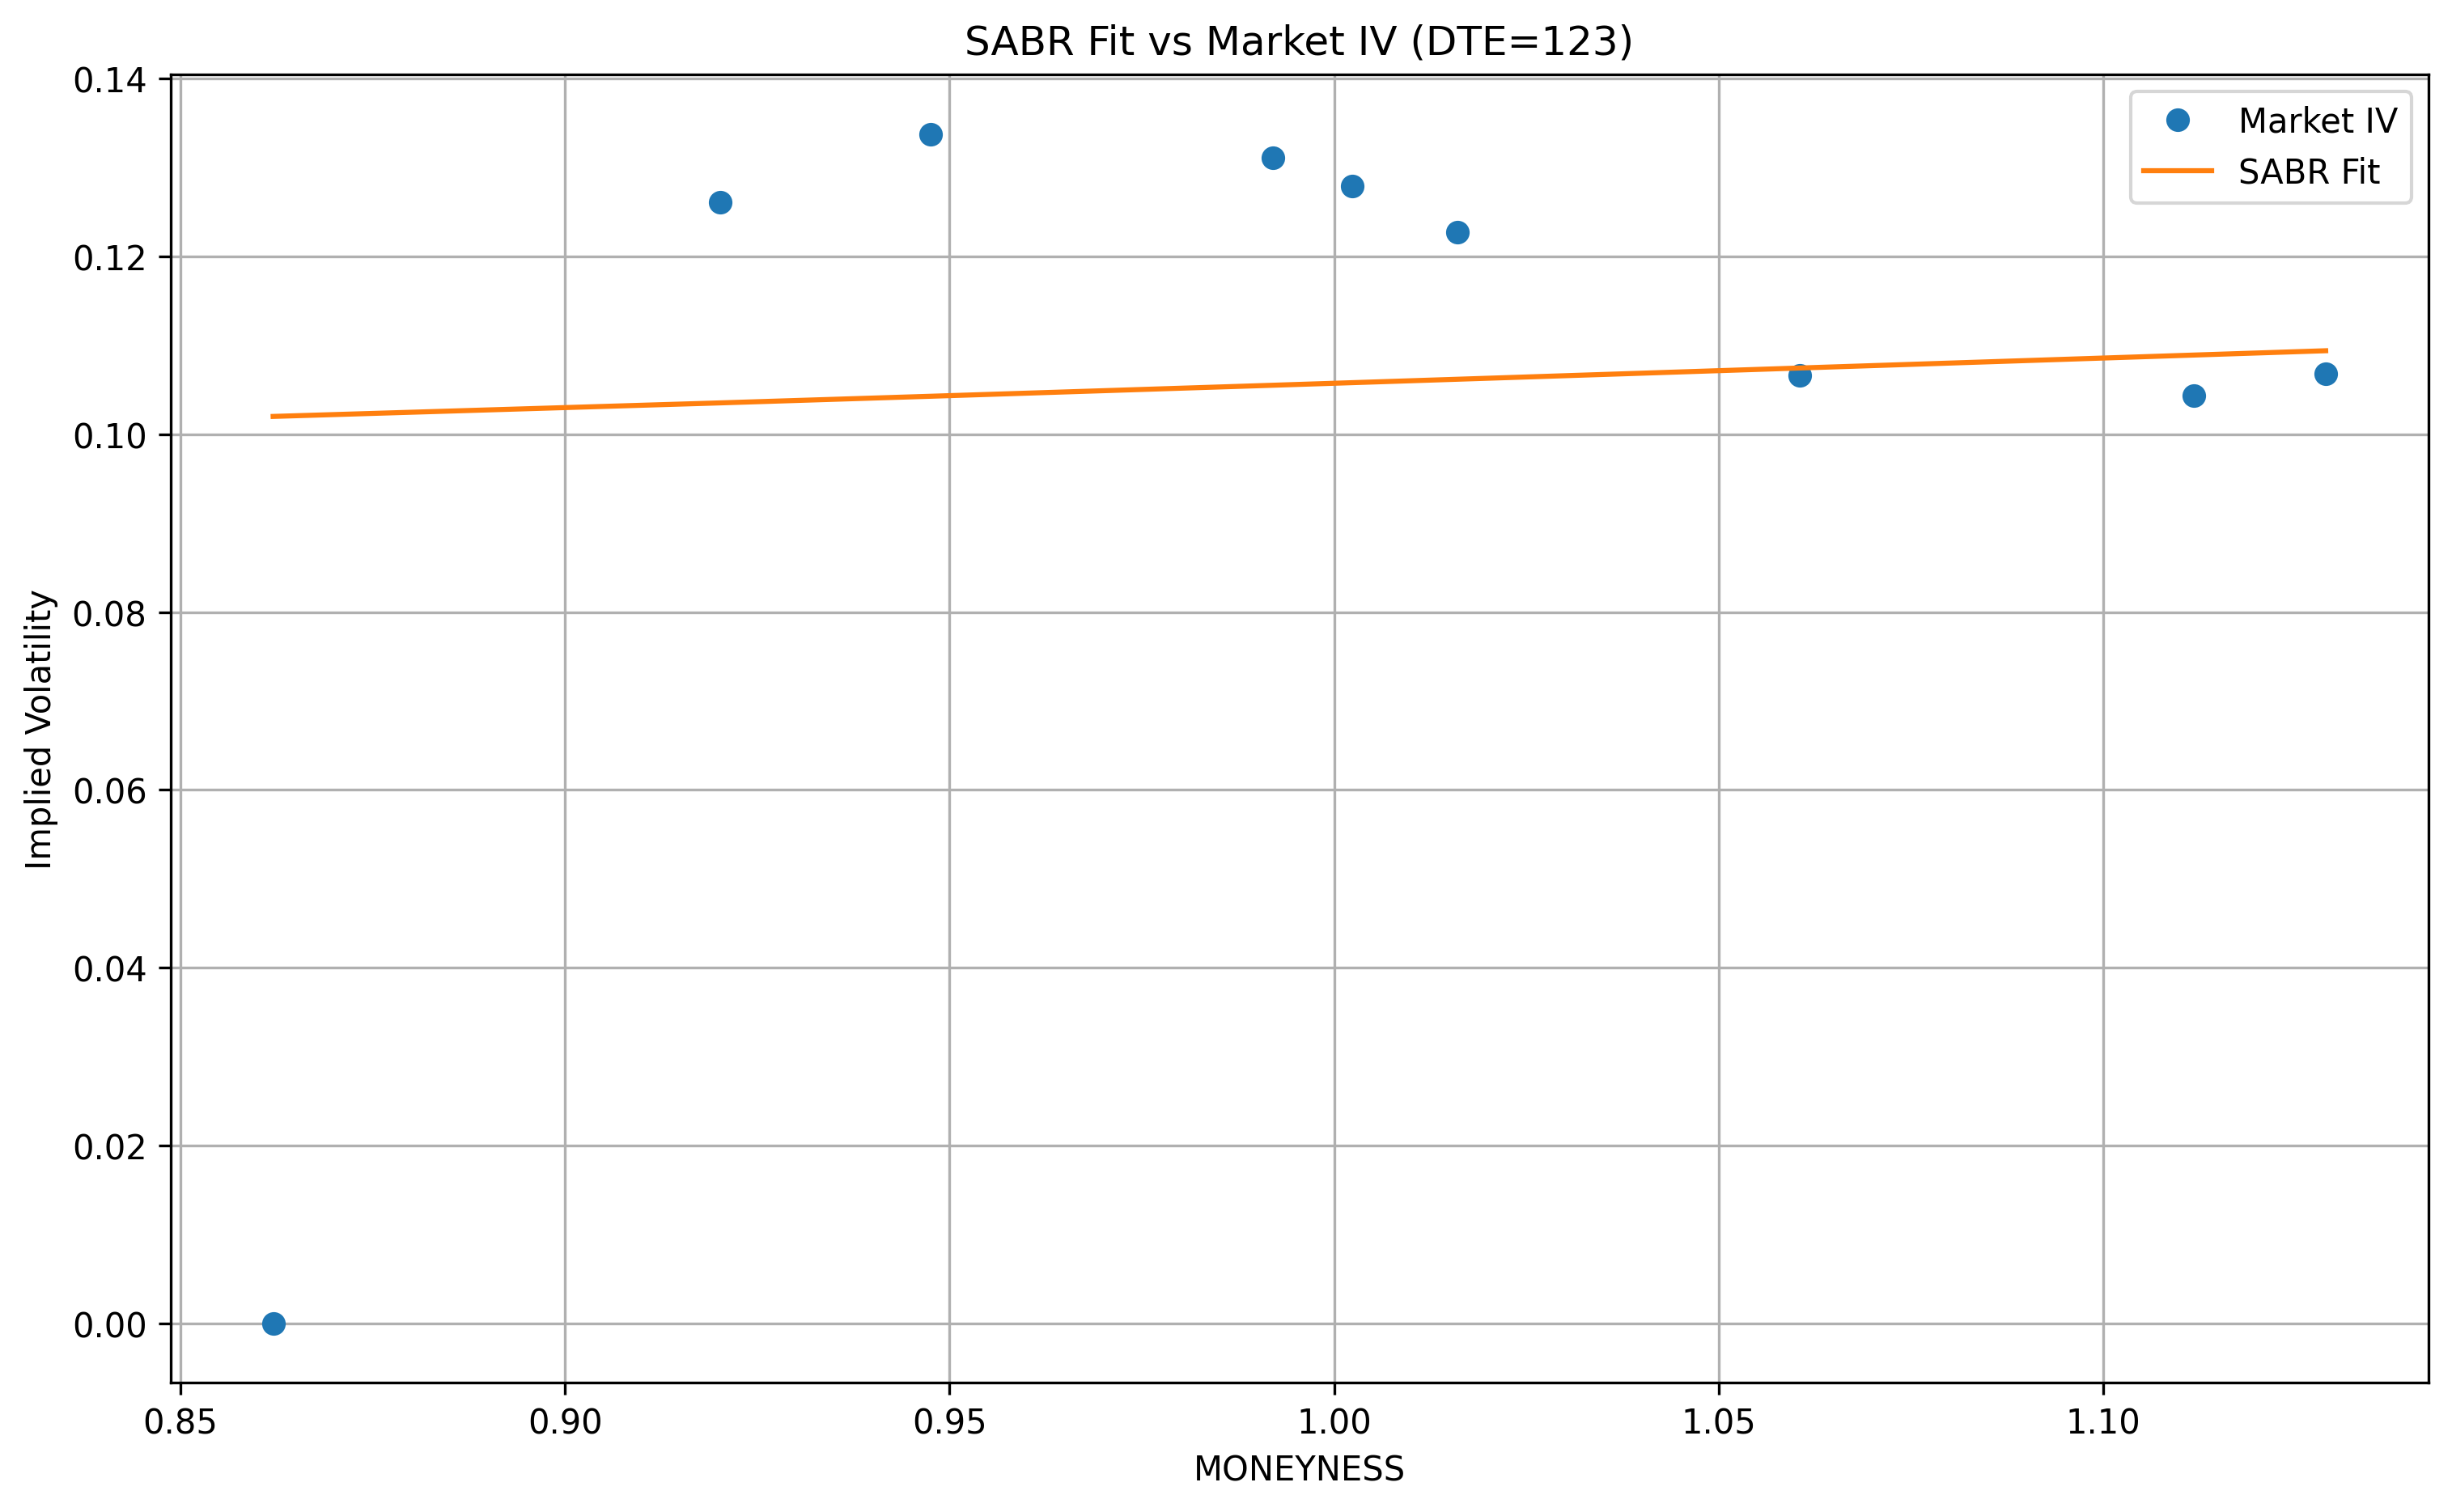 SABR Fit vs Market IV (DTE=123)
Market IV
SABR Fit
Implied Volatility
0.14
0.12
0.10
0.08
0.06
0.04
0.02
0.00
0.85
0.90
0.95
1.00
1.05
1.10
MONEYNESS